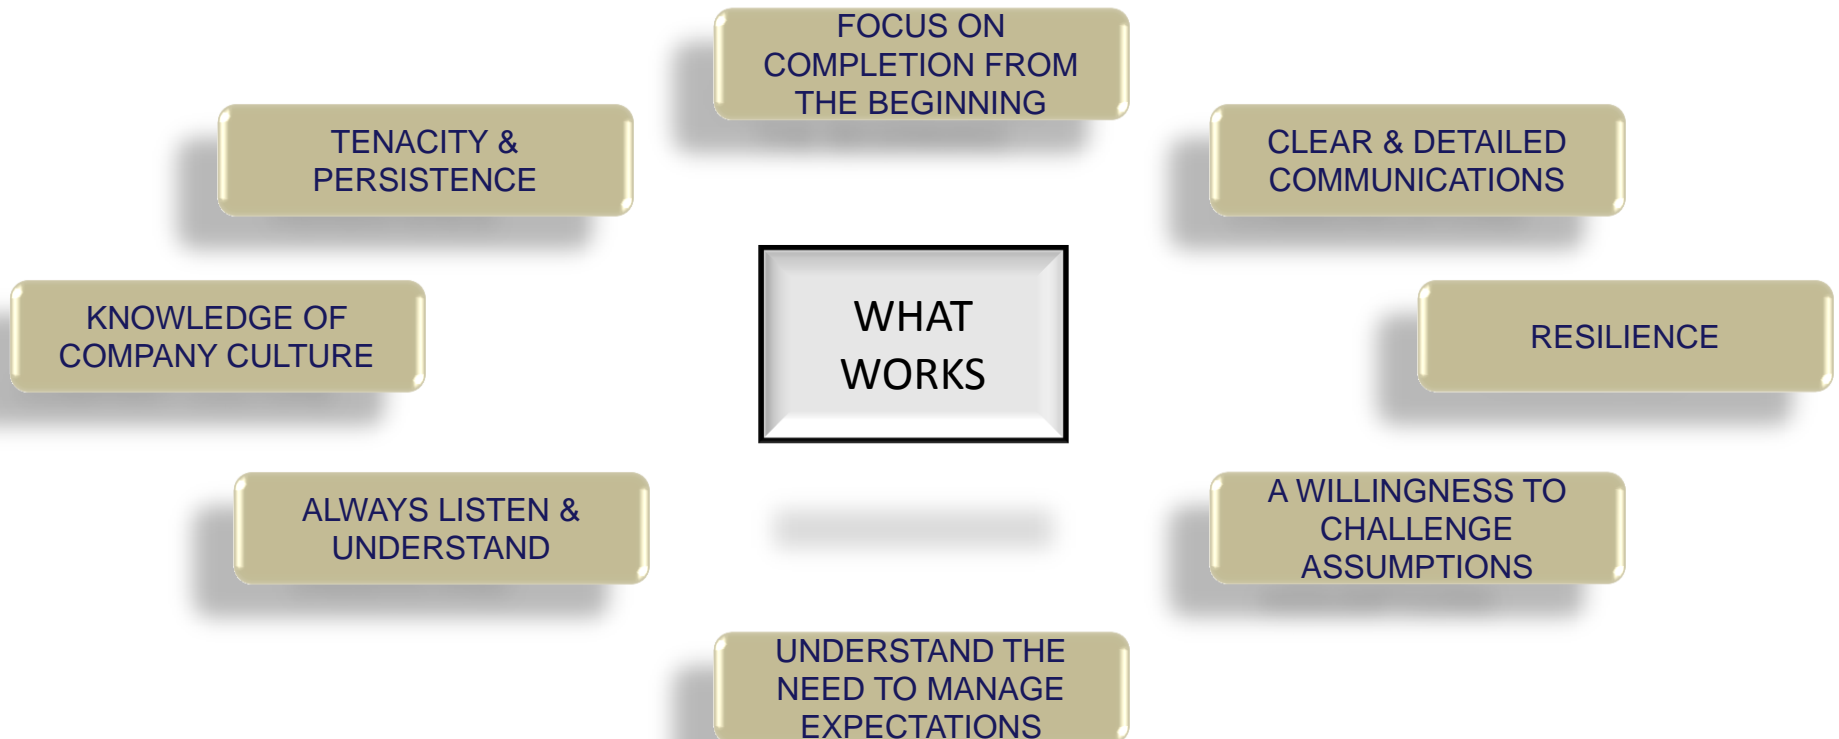 FOCUS ON
COMPLETION FROM
THE BEGINNING
TENACITY &
PERSISTENCE
CLEAR & DETAILED
COMMUNICATIONS
KNOWLEDGE OF
COMPANY CULTURE
WHAT
WORKS
RESILIENCE
ALWAYS LISTEN &
UNDERSTAND
A WILLINGNESS TO
CHALLENGE
ASSUMPTIONS
UNDERSTAND THE
NEED TO MANAGE
EXPECTATIONS